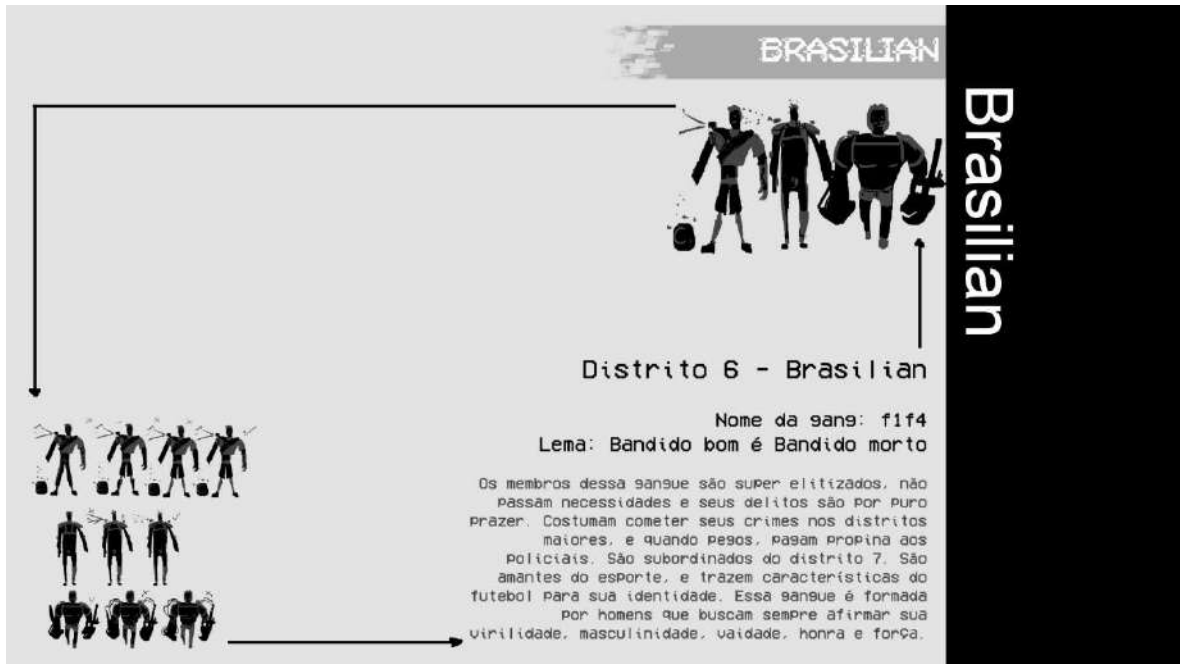 BRASILIAN
Brasilian
Distrito 6 - Brasilian
Nome da gang: f1f4
Lema: Bandido bom é Bandido morto
Os membros dessa gangue são super elitizados, não
passam necessidades e seus delitos são por puro
prazer. Costumam cometer seus crimes nos distritos
maiores, e quando pegos, pagam propina aos
policiais. São subordinados do distrito 7. São
amantes do esporte, e trazem características do
futebol para sua identidade. Essa gangue é formada
por homens que buscam sempre afirmar sua
virilidade, masculinidade, vaidade, honra e força.